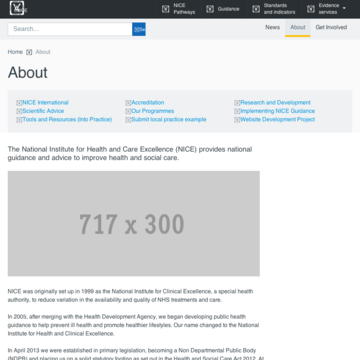 NICE Pathways
Guidance
Standards and indicators
Evidence services
Search...
News
About
Get Involved
Home
About
About
NICE International
Accreditation
Research and Development
Scientific Advice
Our Programmes
Implementing NICE Guidance
Tools and Resources (Into Practice)
Submit local practice example
Website Development Project
The National Institute for Health and Care Excellence (NICE) provides national
guidance and advice to improve health and social care.
717 x 300
NICE was originally set up in 1999 as the National Institute for Clinical Excellence, a special health
authority, to reduce variation in the availability and quality of NHS treatments and care.
In 2005, after merging with the Health Development Agency, we began developing public health
guidance to help prevent ill health and promote healthier lifestyles. Our name changed to the National
Institute for Health and Clinical Excellence.
In April 2013 we were established in primary legislation, becoming a Non Departmental Public Body
(NDPB) and placing us on a solid statutory footing as set out in the Health and Social Care Act 2012. At